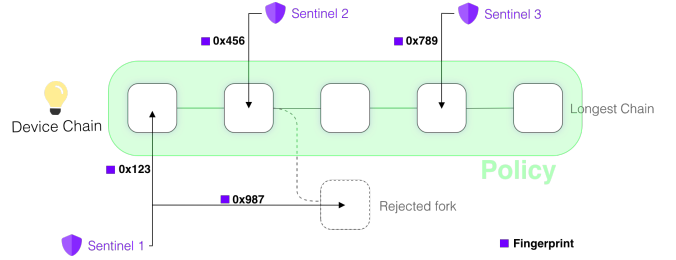 Sentinel 2
Sentinel 3
0x456
0x789
Device Chain
Longest Chain
0x123
Policy
0x987
Rejected fork
Sentinel 1
Fingerprint